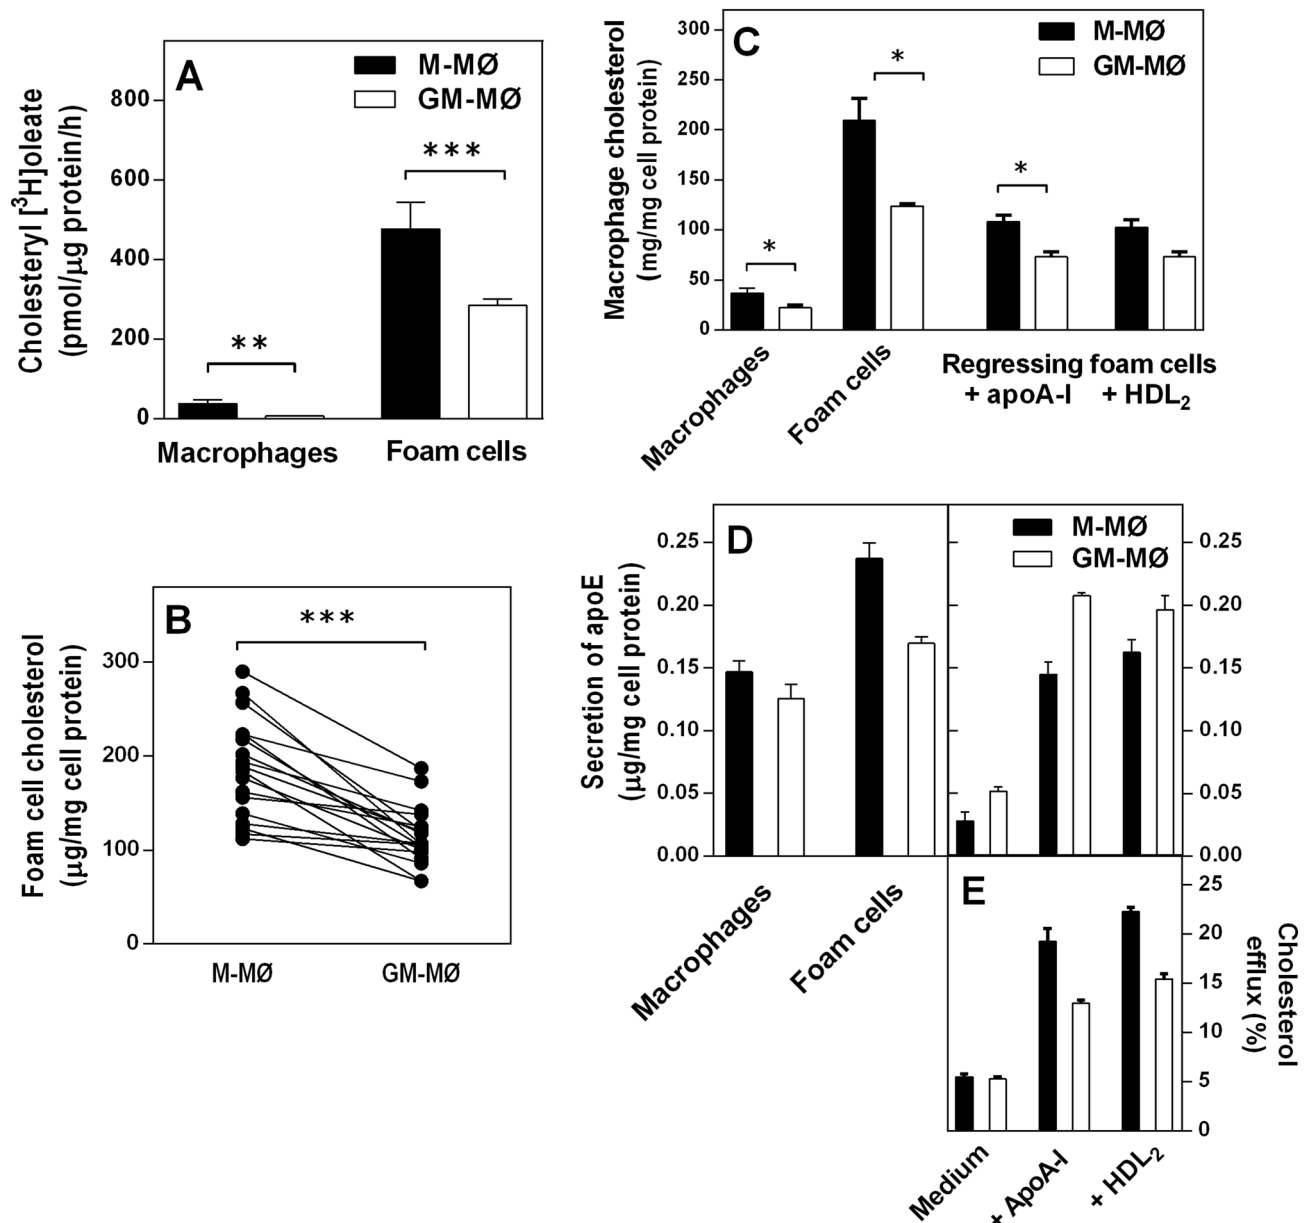 A
M-MØ
GM-MØ
Cholesteryl [³H]oleate
(pmol/µg protein/h)
800
600
400
200
0
***
**
Macrophages
Foam cells
B
***
Foam cell cholesterol
(µg/mg cell protein)
300
200
100
0
M-MØ
GM-MØ
C
M-MØ
GM-MØ
Macrophage cholesterol
(mg/mg cell protein)
300
250
200
150
100
50
0
*
*
*
Macrophages
Foam cells
Regressing foam cells
+ apoA-I
+ HDL₂
D
M-MØ
GM-MØ
Secretion of apoE
(µg/mg cell protein)
0.25
0.20
0.15
0.10
0.05
0.00
0.25
0.20
0.15
0.10
0.05
0.00
Macrophages
Foam cells
E
25
20
15
10
5
0
Cholesterol
efflux (%)
Medium
+ ApoA-I
+ HDL₂